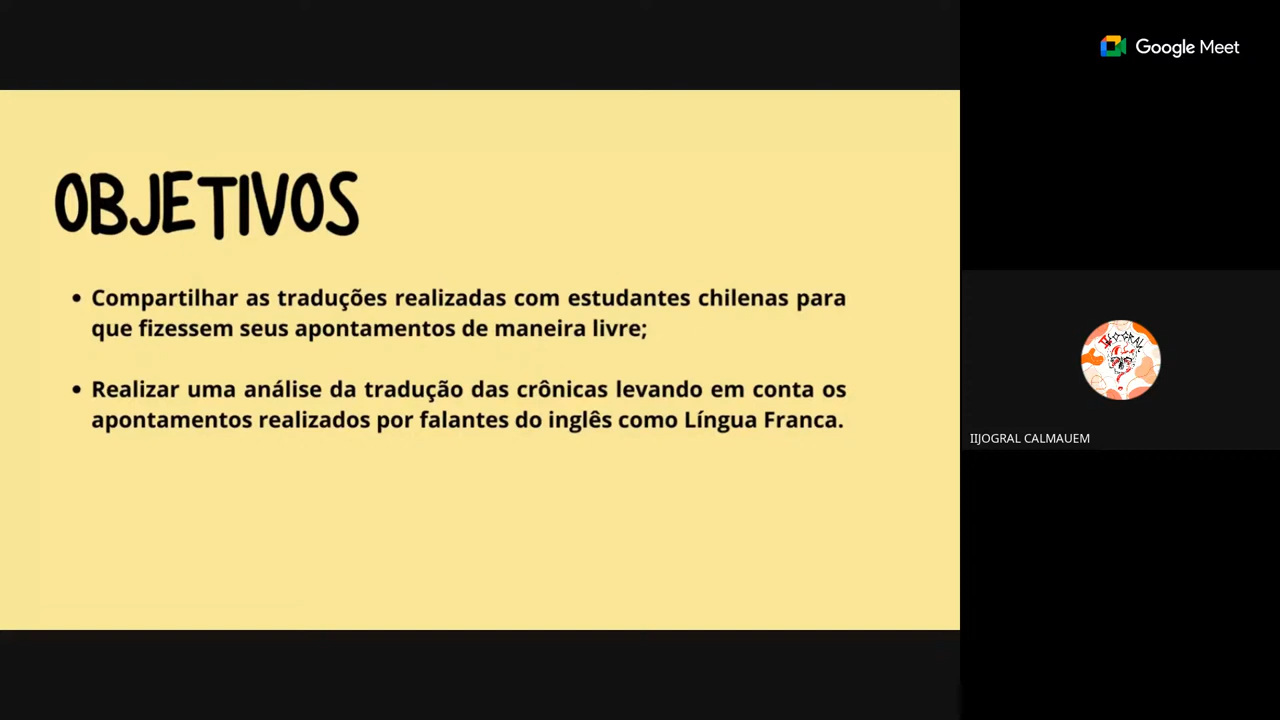 Google Meet
OBJETIVOS
• Compartilhar as traduções realizadas com estudantes chilenas para
que fizessem seus apontamentos de maneira livre;
• Realizar uma análise da tradução das crônicas levando em conta os
apontamentos realizados por falantes do inglês como Língua Franca.
IIJOGRAL CALMAUEM